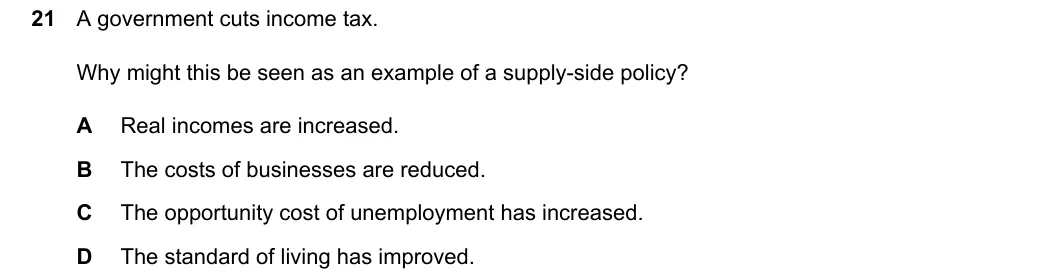 21 A government cuts income tax.
Why might this be seen as an example of a supply-side policy?
A Real incomes are increased.
B The costs of businesses are reduced.
C The opportunity cost of unemployment has increased.
D The standard of living has improved.